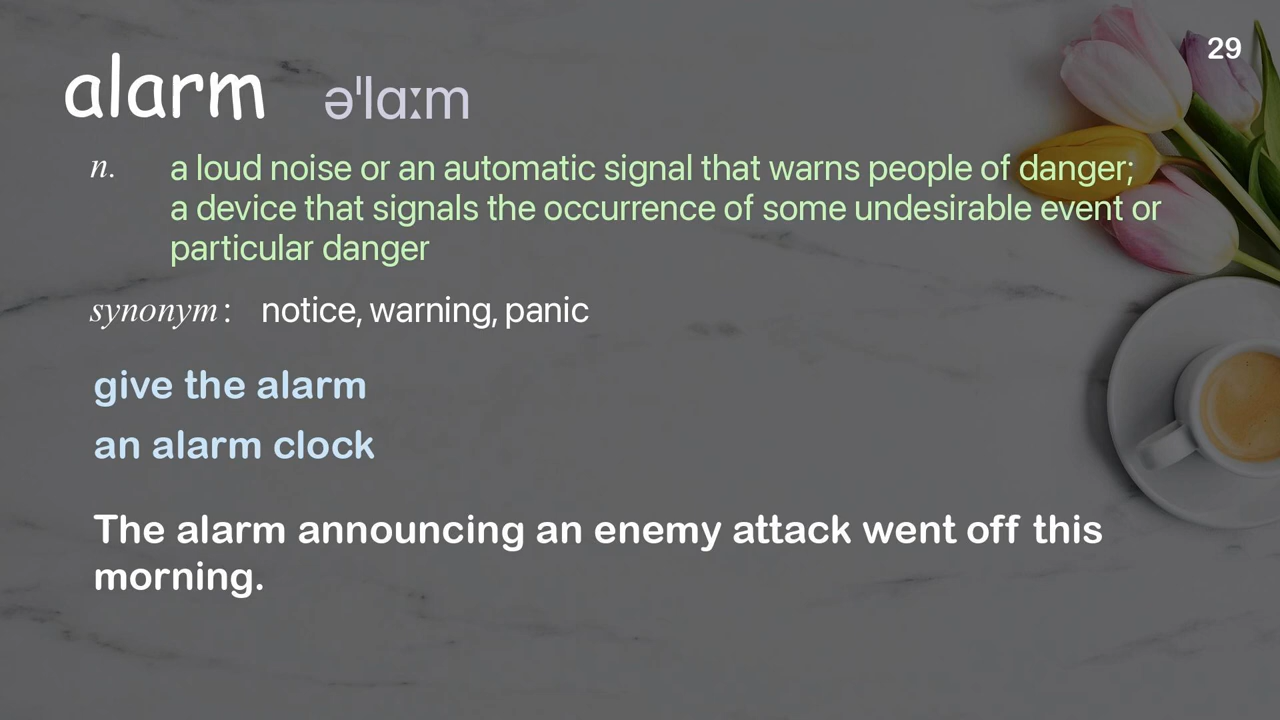 29
alarm əˈlɑːm
n. a loud noise or an automatic signal that warns people of danger;
a device that signals the occurrence of some undesirable event or
particular danger
synonym: notice, warning, panic
give the alarm
an alarm clock
The alarm announcing an enemy attack went off this
morning.